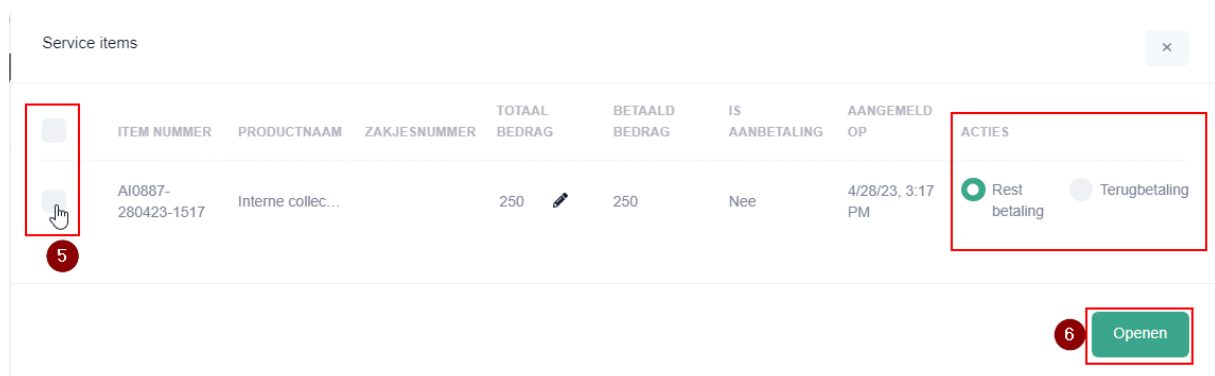 Service items
×
ITEM NUMMER PRODUCTNAAM ZAKJESNUMMER TOTAAL BEDRAG BETAALD BEDRAG IS AANBETALING AANGEMELD OP ACTIES
AI0887-280423-1517 Interne collec... 250 250 Nee 4/28/23, 3:17 PM Rest betaling Terugbetaling
5
6 Openen